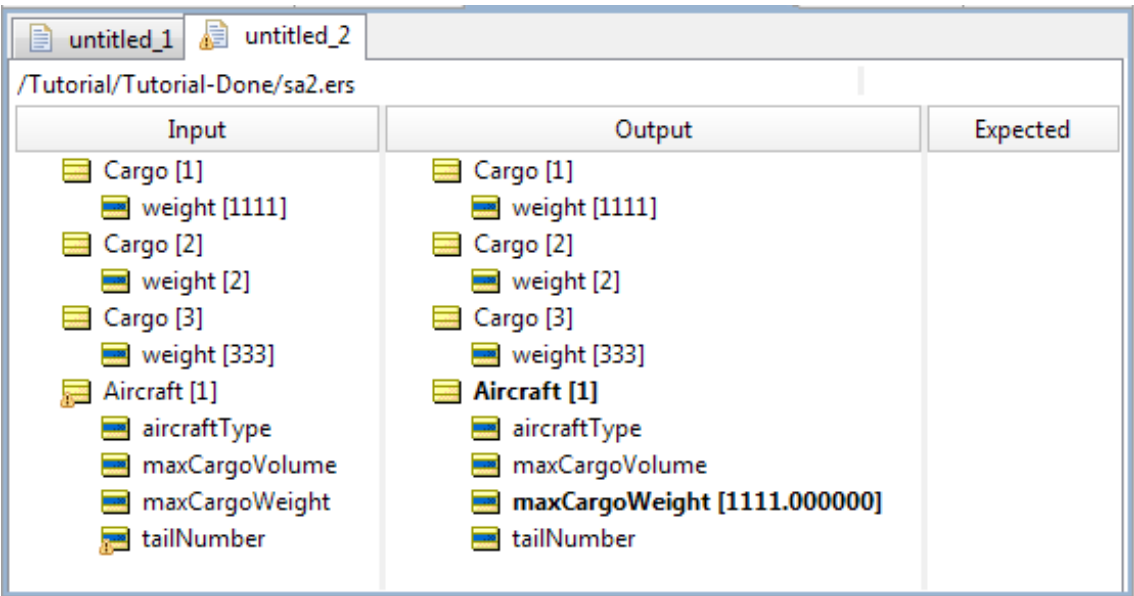 untitled_1 untitled_2
/Tutorial/Tutorial-Done/sa2.ers
Input Output Expected
Cargo [1] Cargo [1]
weight [1111] weight [1111]
Cargo [2] Cargo [2]
weight [2] weight [2]
Cargo [3] Cargo [3]
weight [333] weight [333]
Aircraft [1] Aircraft [1]
aircraftType aircraftType
maxCargoVolume maxCargoVolume
maxCargoWeight maxCargoWeight [1111.000000]
tailNumber tailNumber